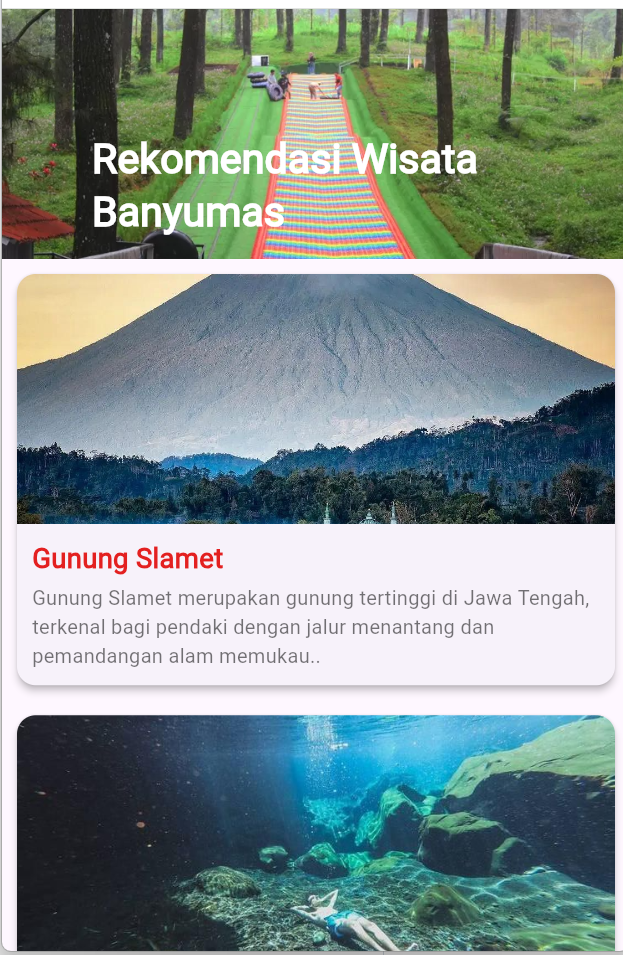 Rekomendasi Wisata
Banyumas
Gunung Slamet
Gunung Slamet merupakan gunung tertinggi di Jawa Tengah,
terkenal bagi pendaki dengan jalur menantang dan
pemandangan alam memukau..